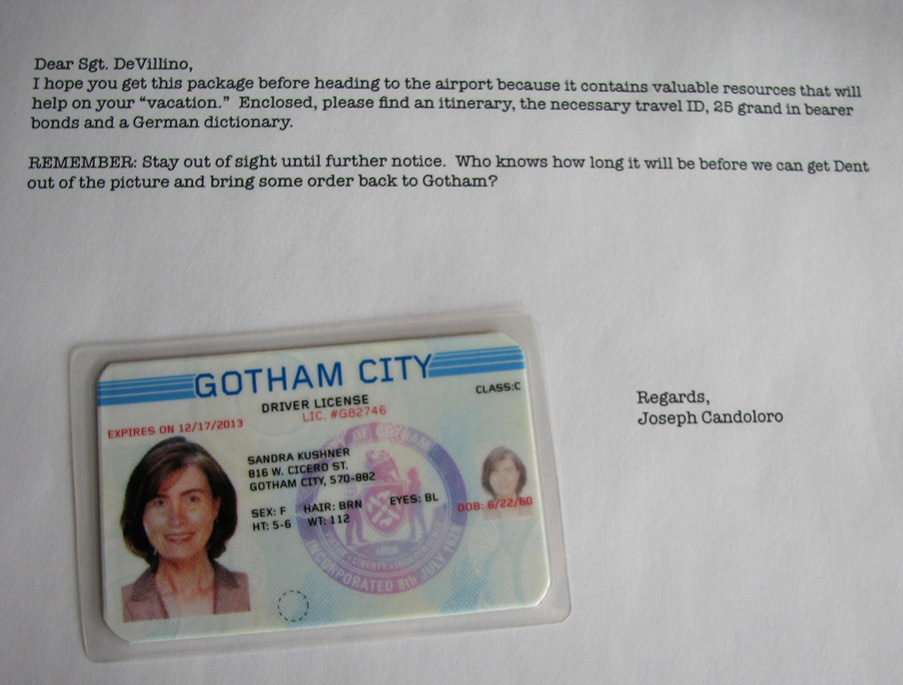 Dear Sgt. DeVillino,
I hope you get this package before heading to the airport because it contains valuable resources that will
help on your “vacation.” Enclosed, please find an itinerary, the necessary travel ID, 25 grand in bearer
bonds and a German dictionary.
REMEMBER: Stay out of sight until further notice. Who knows how long it will be before we can get Dent
out of the picture and bring some order back to Gotham?
GOTHAM CITY
DRIVER LICENSE
CLASS:C
LIC. #G82746
EXPIRES ON 12/17/2013
SANDRA KUSHNER
816 W. CICERO ST.
GOTHAM CITY, 570-882
SEX: F HAIR: BRN EYES: BL
HT: 5-6 WT: 112
DOB: 6/22/60
INCORPORATED 8th JULY
Regards,
Joseph Candoloro